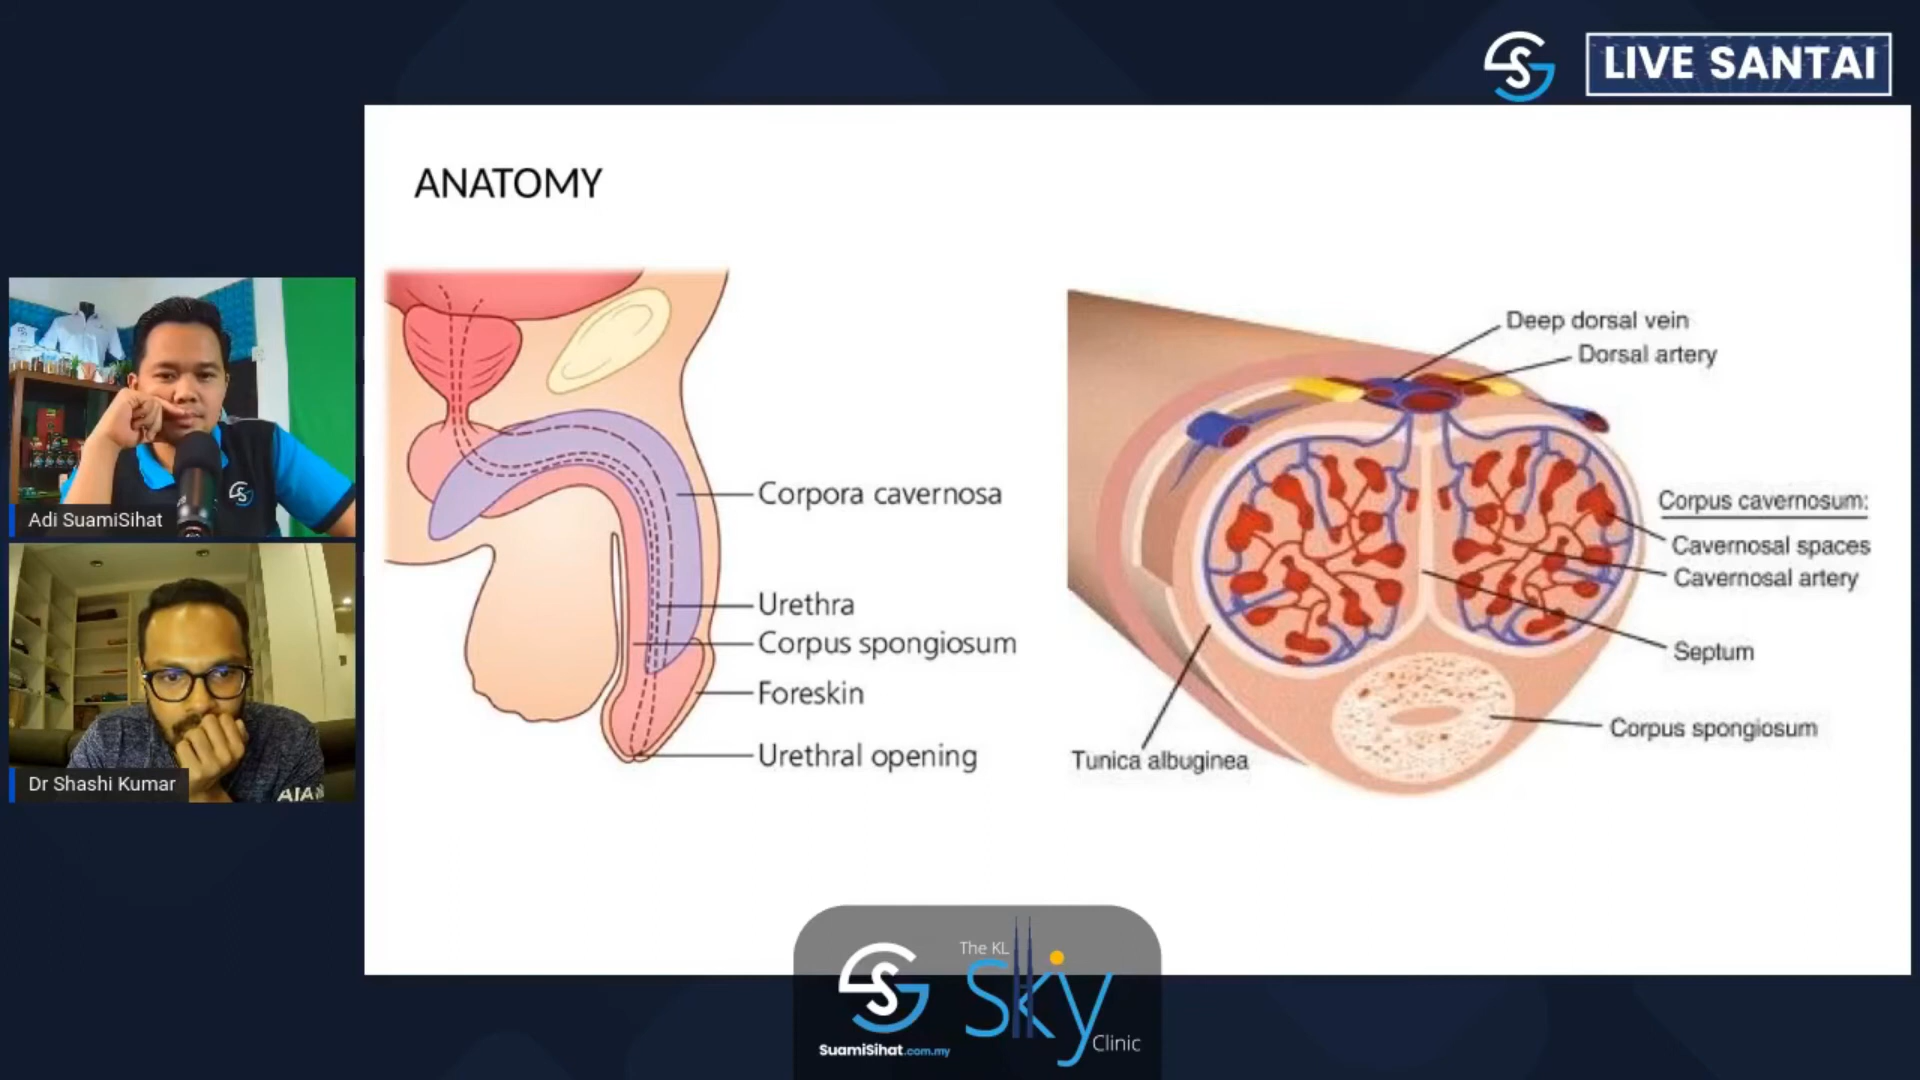 LIVE SANTAI
ANATOMY
Corpora cavernosa
Urethra
Corpus spongiosum
Foreskin
Urethral opening
Deep dorsal vein
Dorsal artery
Corpus cavernosum:
Cavernosal spaces
Cavernosal artery
Septum
Corpus spongiosum
Tunica albuginea
Adi SuamiSihat
Dr Shashi Kumar
SuamiSihat.com.my
The KL
Sky
Clinic